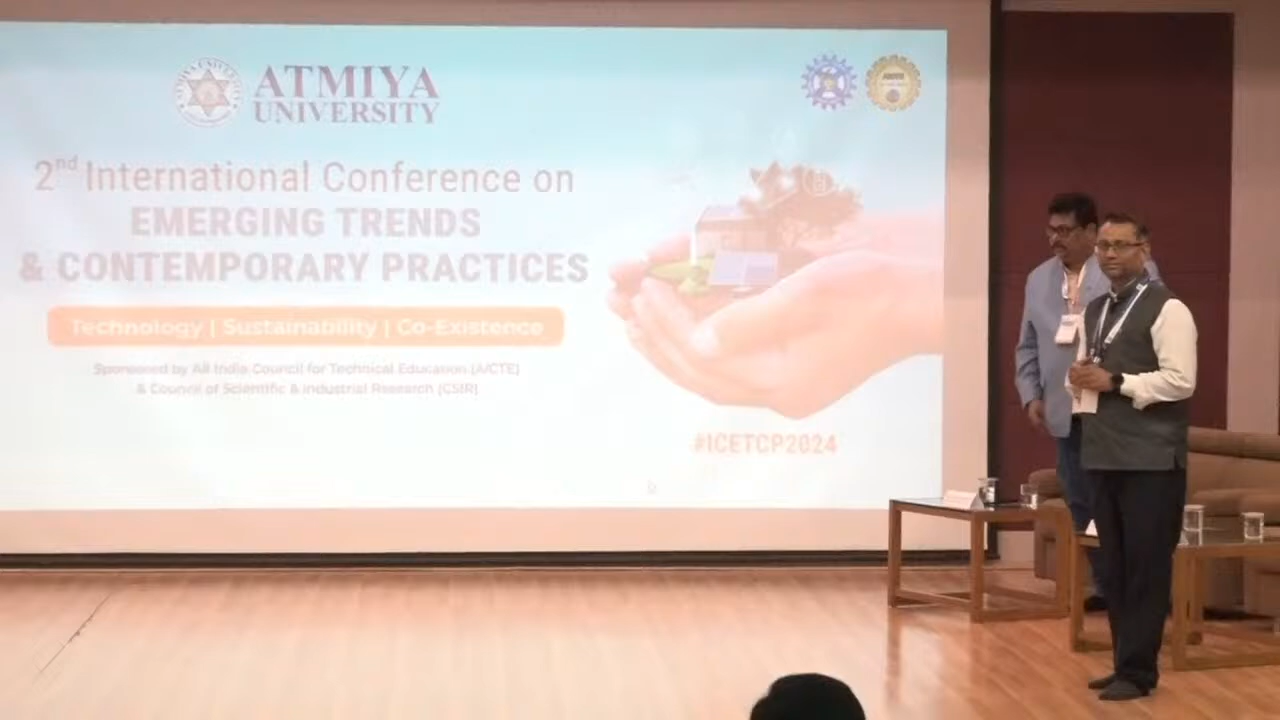 ATMIYA
UNIVERSITY
2nd International Conference on
EMERGING TRENDS
& CONTEMPORARY PRACTICES
Technology | Sustainability | Co-Existence
Sponsored by All India Council for Technical Education (AICTE)
& Council of Scientific & Industrial Research (CSIR)
#ICETCP2024